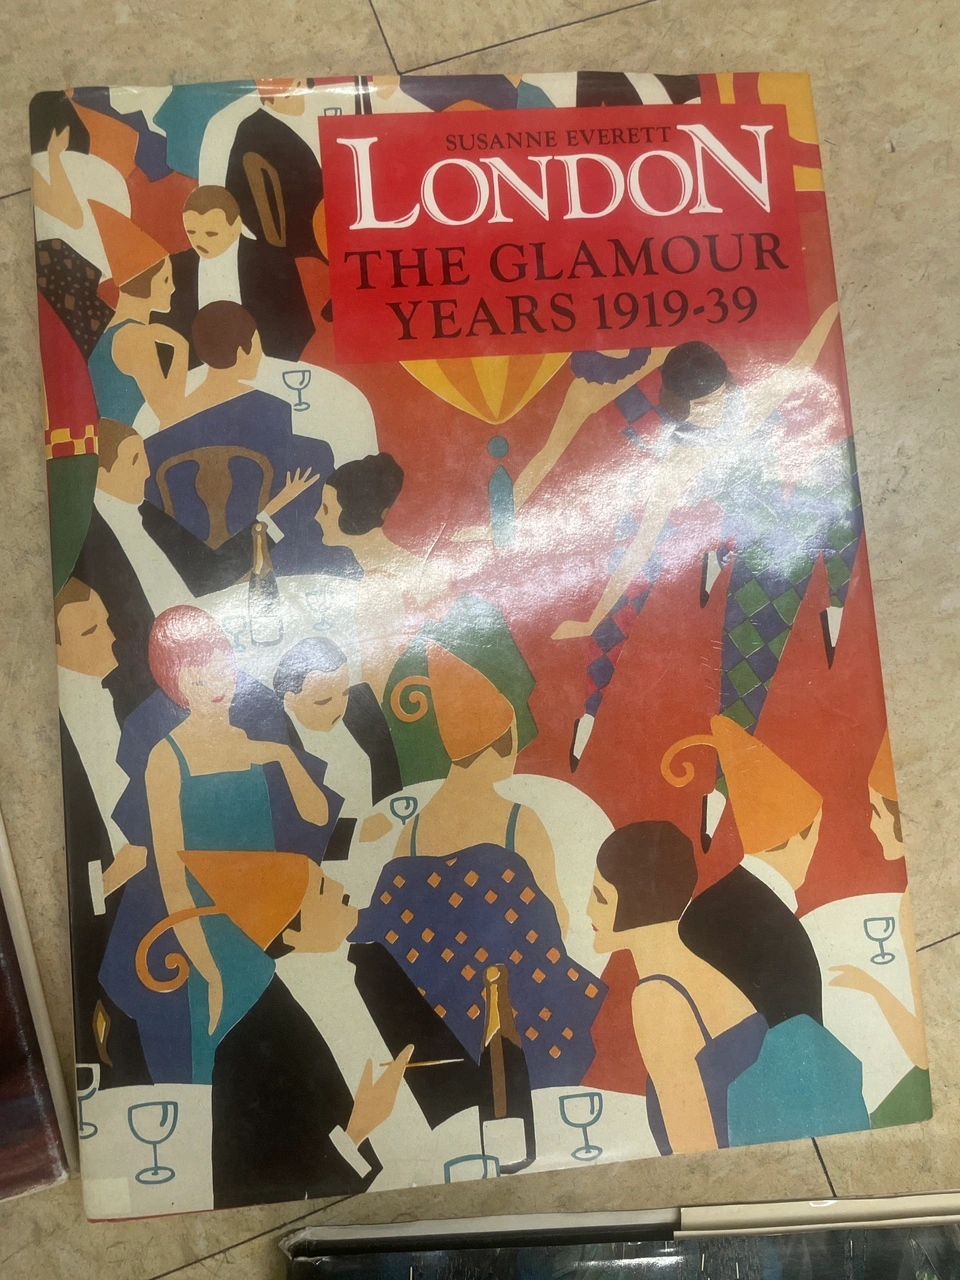 SUSANNE EVERETT
LONDON
THE GLAMOUR
YEARS 1919-39